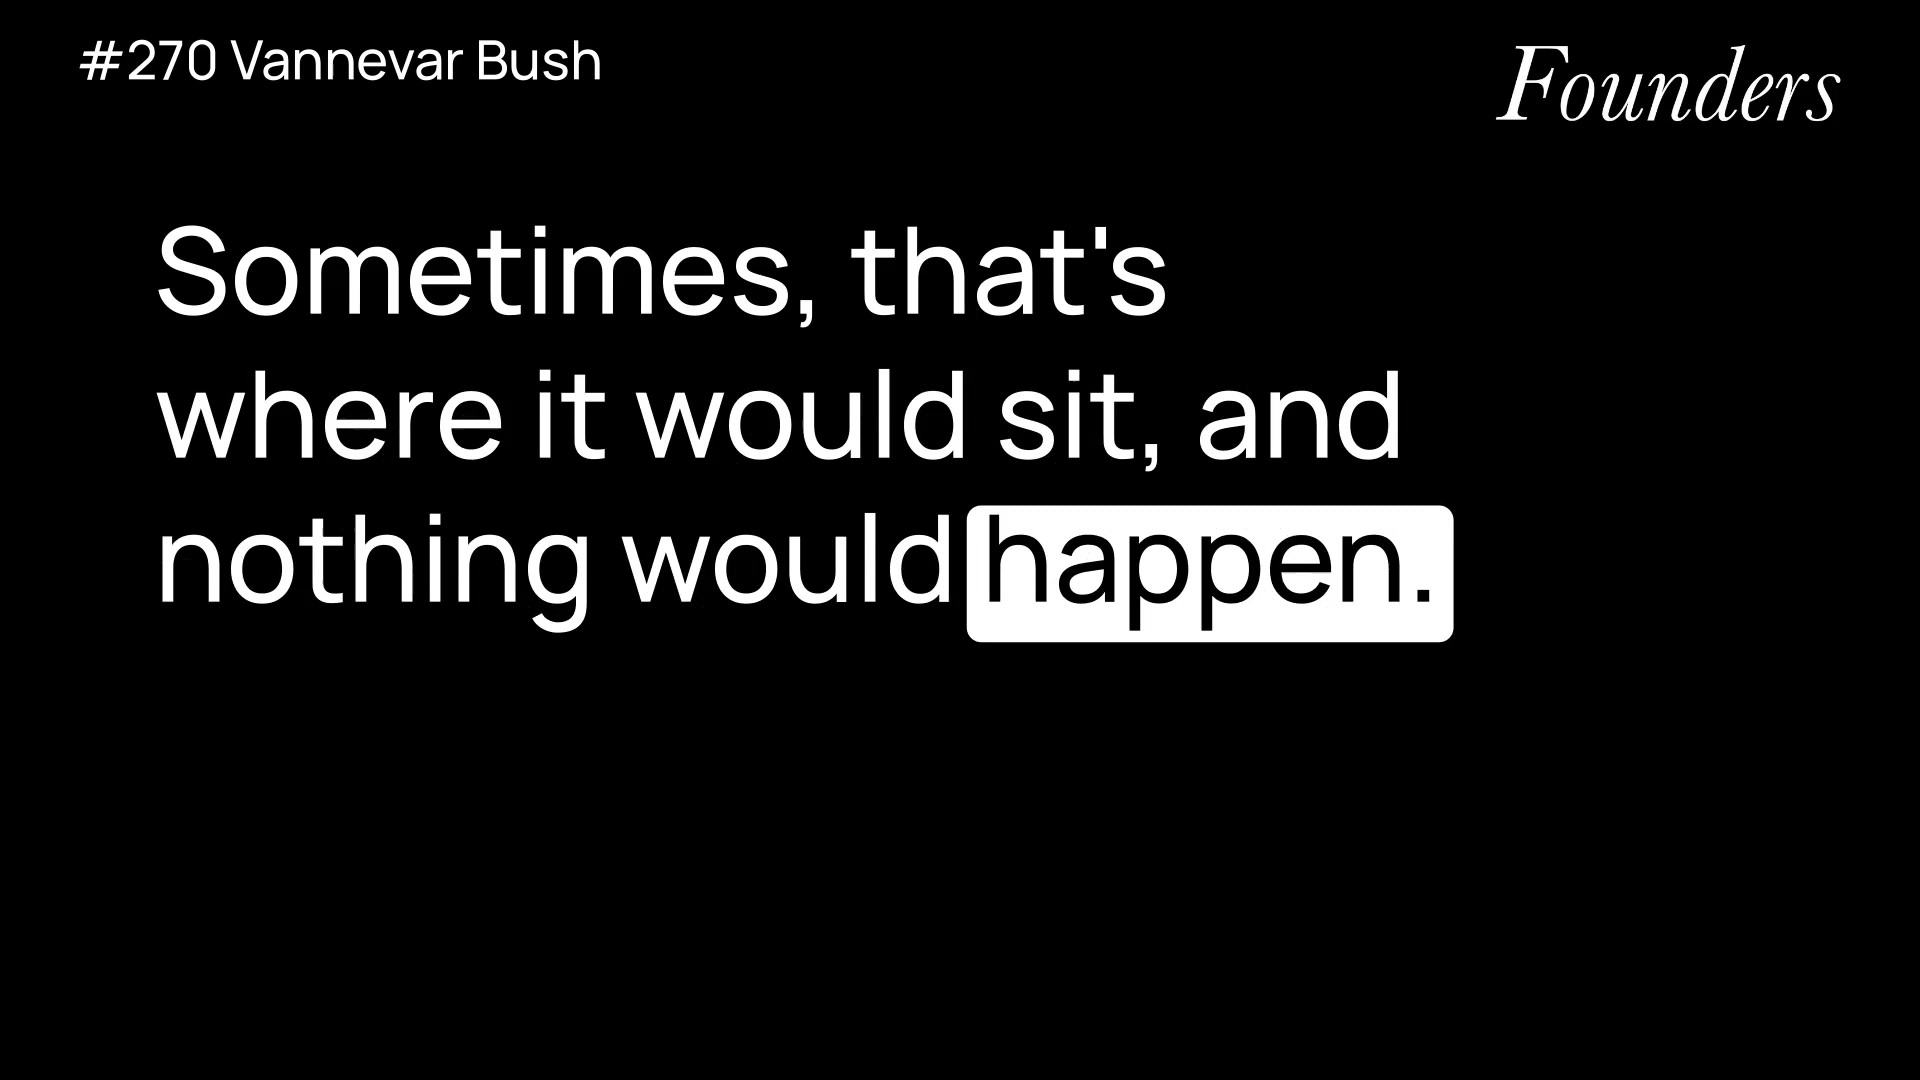 #270 Vannevar Bush
Founders
Sometimes, that's
where it would sit, and
nothing would happen.